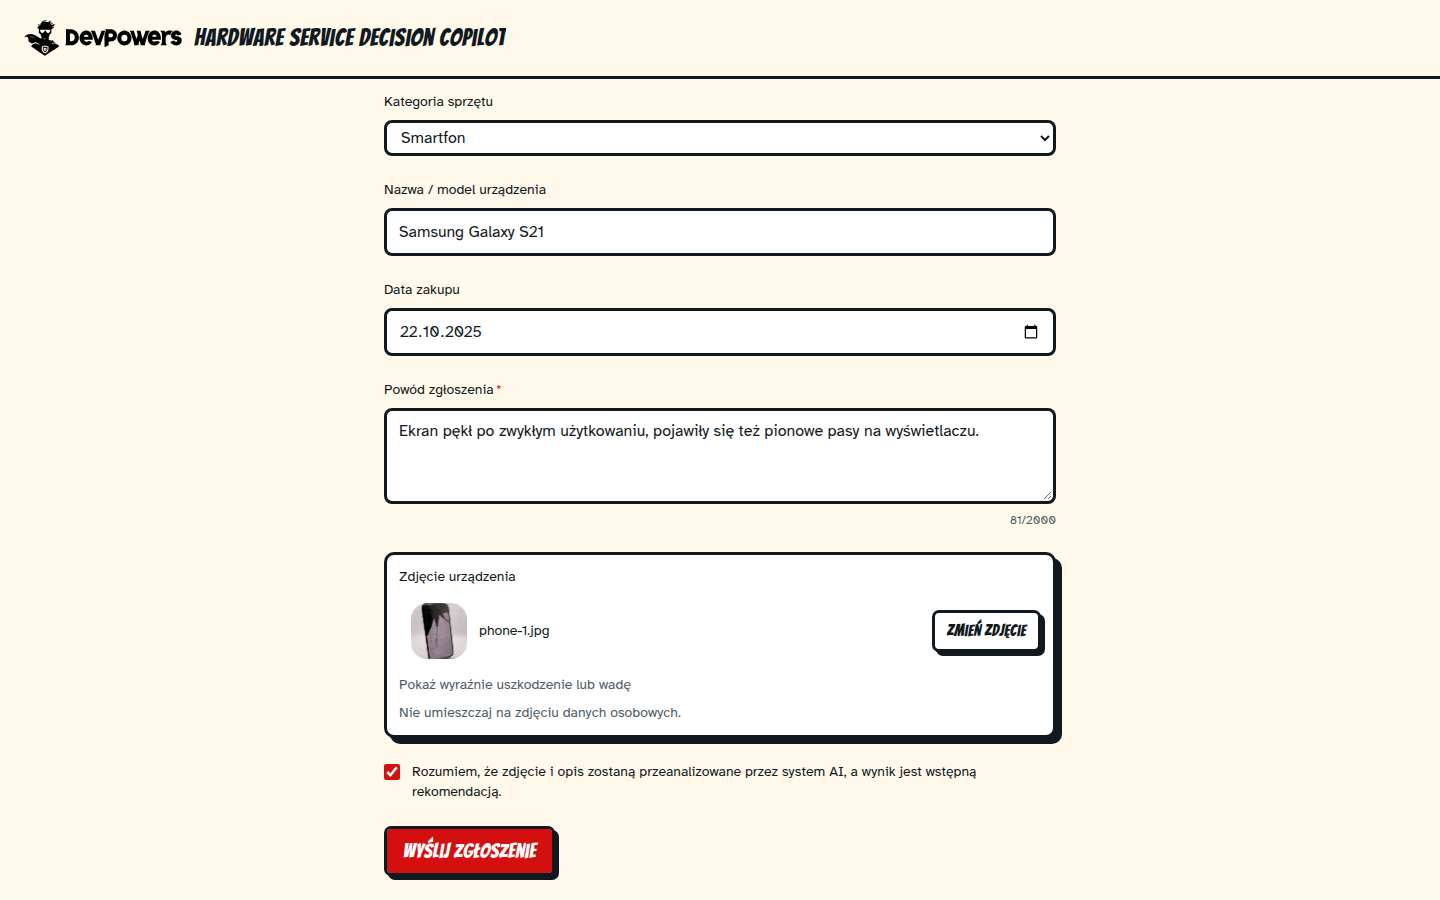 DevPowers HARDWARE SERVICE DECISION COPILOT
Kategoria sprzętu
Smartfon
Nazwa / model urządzenia
Samsung Galaxy S21
Data zakupu
22.10.2025
Powód zgłoszenia *
Ekran pękł po zwykłym użytkowaniu, pojawiły się też pionowe pasy na wyświetlaczu.
81/2000
Zdjęcie urządzenia
phone-1.jpg
ZMIEŃ ZDJĘCIE
Pokaż wyraźnie uszkodzenie lub wadę
Nie umieszczaj na zdjęciu danych osobowych.
Rozumiem, że zdjęcie i opis zostaną przeanalizowane przez system AI, a wynik jest wstępną
rekomendacją.
WYŚLIJ ZGŁOSZENIE